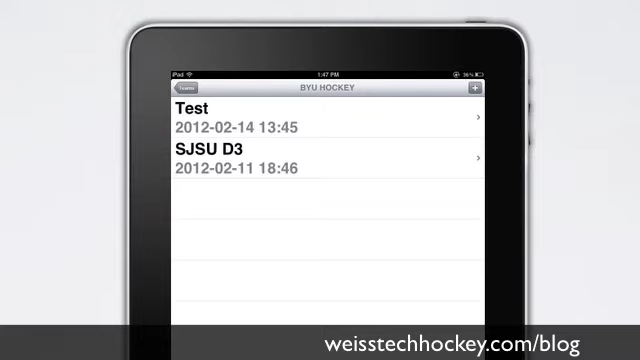 iPad 1:47 PM 36%
Teams BYU HOCKEY +
Test
2012-02-14 13:45
SJSU D3
2012-02-11 18:46
weisstechhockey.com/blog